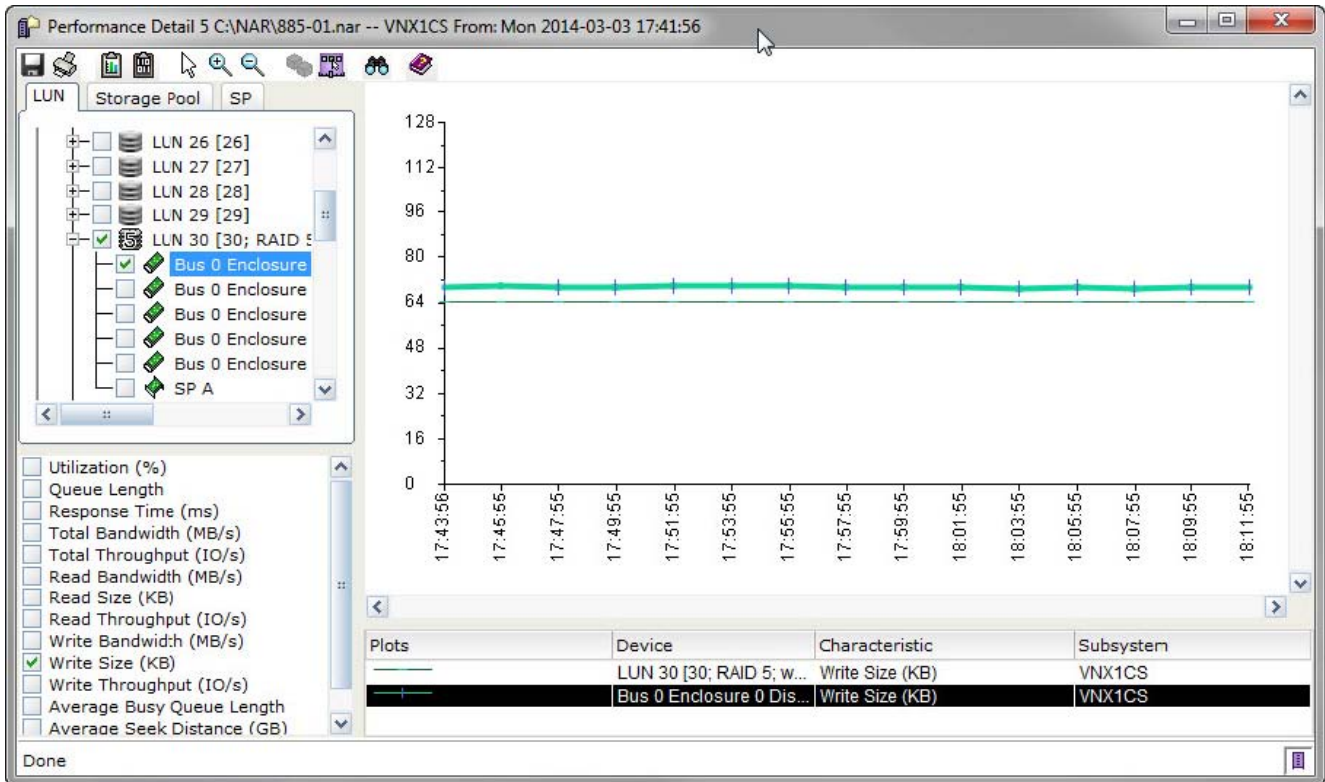 Performance Detail 5 C:\NAR\885-01.nar -- VNX1CS From: Mon 2014-03-03 17:41:56
LUN
Storage Pool
SP
LUN 26 [26]
LUN 27 [27]
LUN 28 [28]
LUN 29 [29]
LUN 30 [30; RAID 5
Bus 0 Enclosure
Bus 0 Enclosure
Bus 0 Enclosure
Bus 0 Enclosure
Bus 0 Enclosure
SP A
Utilization (%)
Queue Length
Response Time (ms)
Total Bandwidth (MB/s)
Total Throughput (IO/s)
Read Bandwidth (MB/s)
Read Size (KB)
Read Throughput (IO/s)
Write Bandwidth (MB/s)
Write Size (KB)
Write Throughput (IO/s)
Average Busy Queue Length
Average Seek Distance (GB)
128
112
96
80
64
48
32
16
0
17:43:56
17:45:55
17:47:55
17:49:55
17:51:55
17:53:55
17:55:55
17:57:55
17:59:55
18:01:55
18:03:55
18:05:55
18:07:55
18:09:55
18:11:55
Plots Device Characteristic Subsystem
LUN 30 [30; RAID 5; w... Write Size (KB) VNX1CS
Bus 0 Enclosure 0 Dis... Write Size (KB) VNX1CS
Done